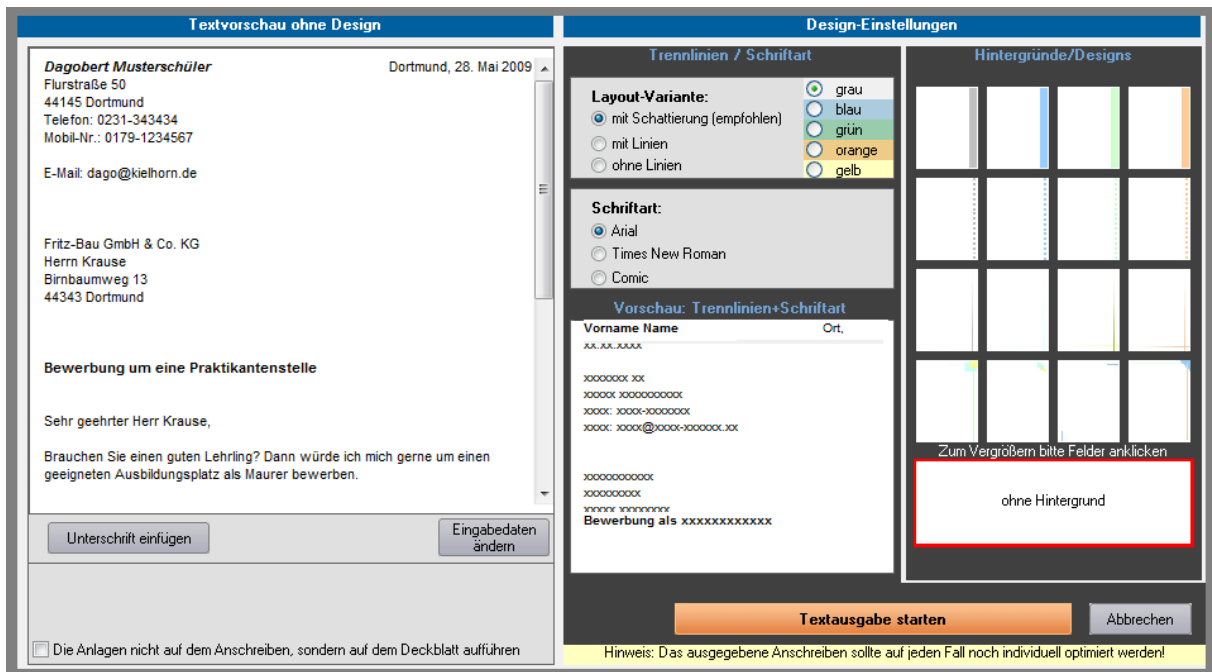 Textvorschau ohne Design
Dagobert Musterschüler Dortmund, 28. Mai 2009
Flurstraße 50
44145 Dortmund
Telefon: 0231-343434
Mobil-Nr.: 0179-1234567
E-Mail: dago@kielhorn.de
Fritz-Bau GmbH & Co. KG
Herrn Krause
Birnbaumweg 13
44343 Dortmund
Bewerbung um eine Praktikantenstelle
Sehr geehrter Herr Krause,
Brauchen Sie einen guten Lehrling? Dann würde ich mich gerne um einen
geeigneten Ausbildungsplatz als Maurer bewerben.
Unterschrift einfügen
Eingabedaten
ändern
Die Anlagen nicht auf dem Anschreiben, sondern auf dem Deckblatt aufführen
Design-Einstellungen
Trennlinien / Schriftart
Layout-Variante:
mit Schattierung (empfohlen)
mit Linien
ohne Linien
grau
blau
grün
orange
gelb
Schriftart:
Arial
Times New Roman
Comic
Vorschau: Trennlinien+Schriftart
Vorname Name Ort,
xx.xx.xxxx
xxxxxxx xx
xxxxx xxxxxxxxxx
xxxx: xxxx-xxxxxxx
xxxx: xxxx@xxxx-xxxxxx.xx
xxxxxxxxxxx
xxxxxxxxx
xxxxx xxxxxxxx
Bewerbung als xxxxxxxxxxxx
Hintergründe/Designs
Zum Vergrößern bitte Felder anklicken
ohne Hintergrund
Textausgabe starten
Abbrechen
Hinweis: Das ausgegebene Anschreiben sollte auf jeden Fall noch individuell optimiert werden!